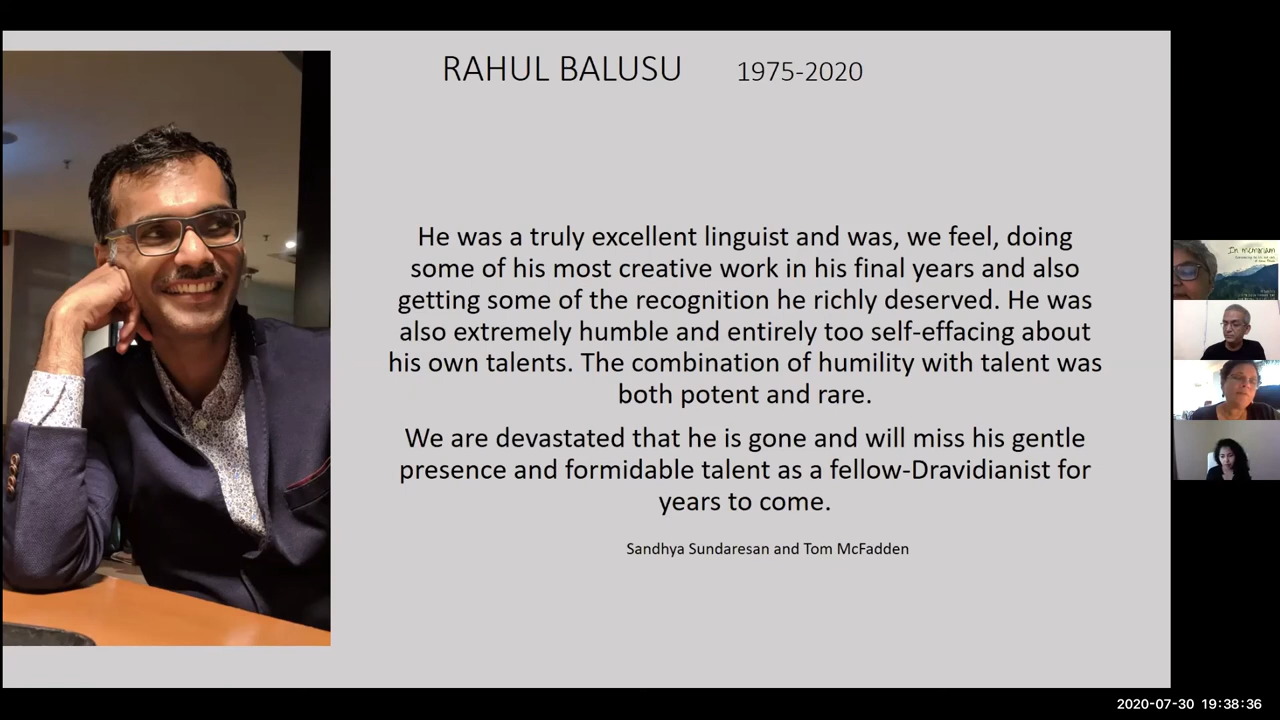 RAHUL BALUSU 1975-2020
He was a truly excellent linguist and was, we feel, doing
some of his most creative work in his final years and also
getting some of the recognition he richly deserved. He was
also extremely humble and entirely too self-effacing about
his own talents. The combination of humility with talent was
both potent and rare.
We are devastated that he is gone and will miss his gentle
presence and formidable talent as a fellow-Dravidianist for
years to come.
Sandhya Sundaresan and Tom McFadden
In memoriam
2020-07-30 19:38:36